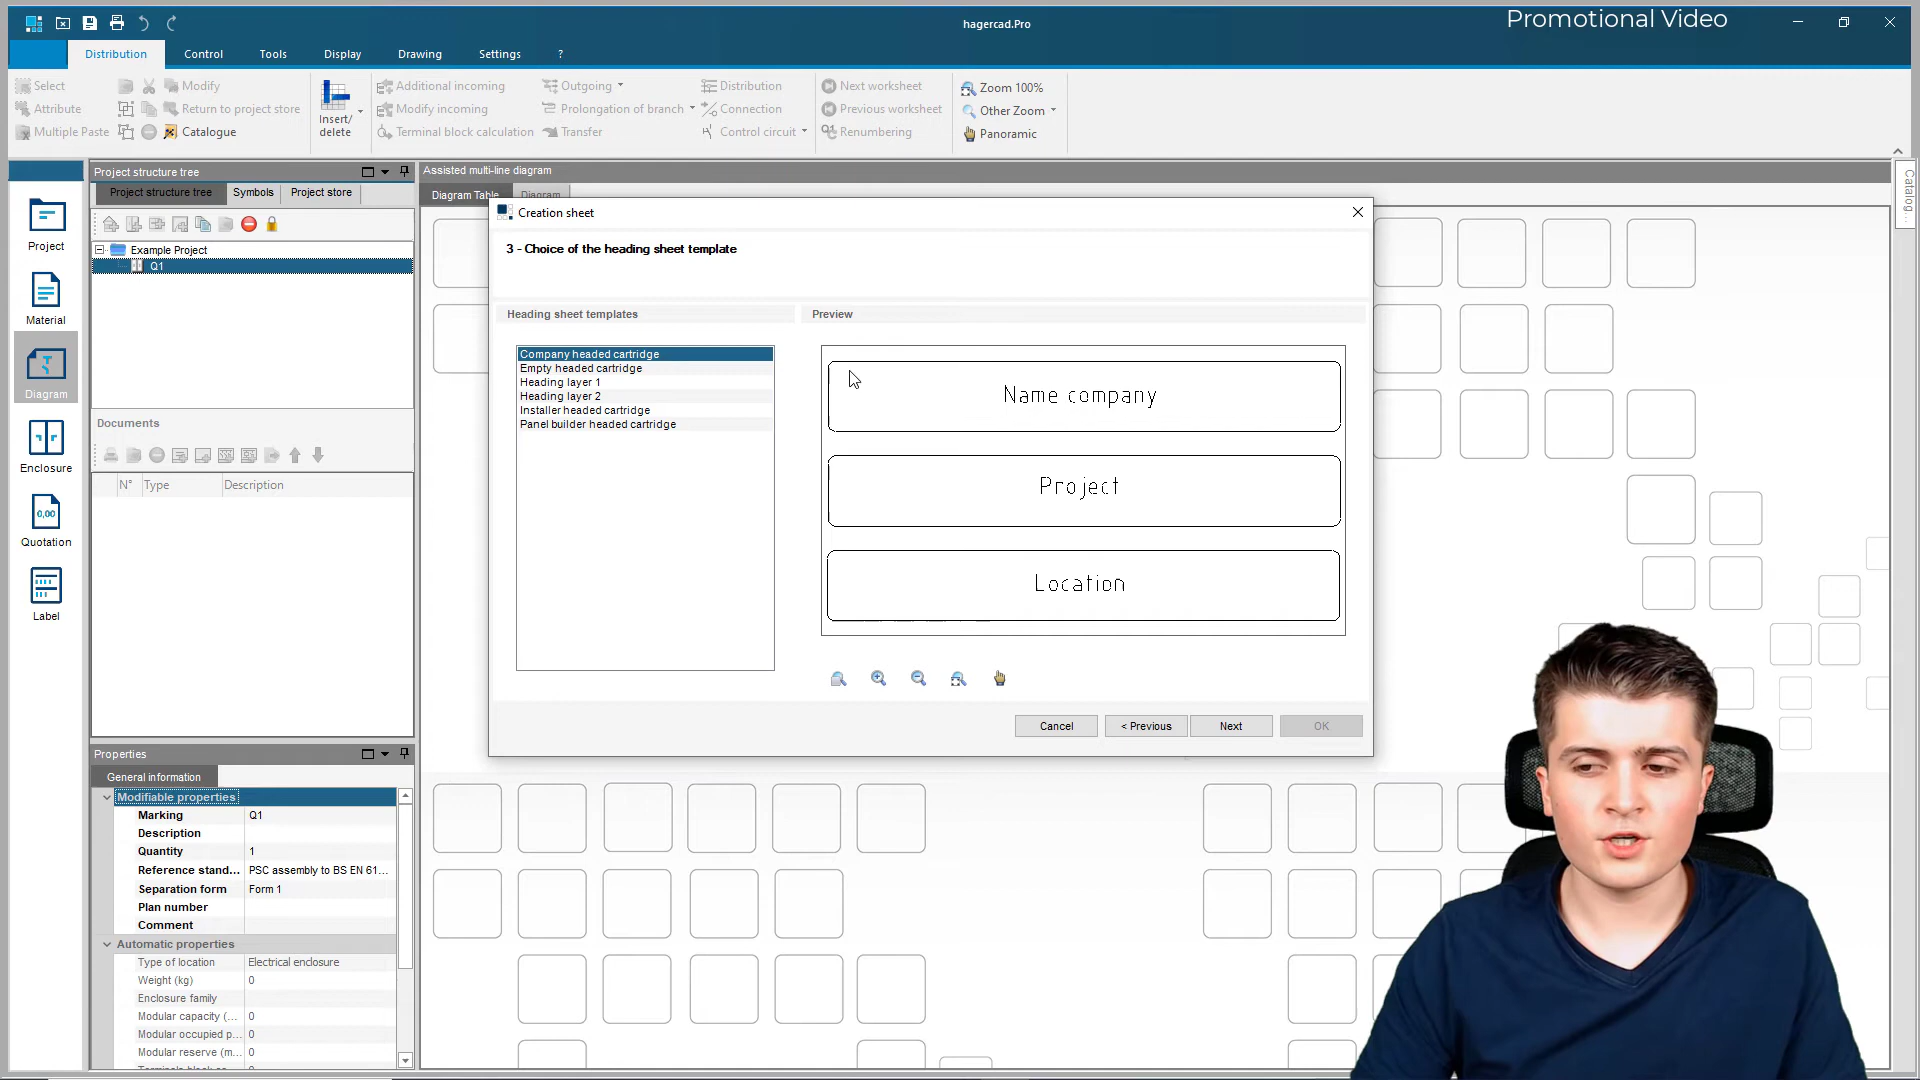 hagercad.Pro
Promotional Video
Distribution
Control
Tools
Display
Drawing
Settings
?
Select
Attribute
Multiple Paste
Modify
Return to project store
Catalogue
Insert/
delete
Additional incoming
Modify incoming
Terminal block calculation
Outgoing
Prolongation of branch
Transfer
Distribution
Connection
Control circuit
Next worksheet
Previous worksheet
Renumbering
Zoom 100%
Other Zoom
Panoramic
Project
Material
Diagram
Enclosure
0,00
Quotation
Label
Project structure tree
Project structure tree
Symbols
Project store
Example Project
Q1
Documents
N°
Type
Description
Properties
General information
Modifiable properties
Marking
Q1
Description
Quantity
1
Reference stand...
PSC assembly to BS EN 61...
Separation form
Form 1
Plan number
Comment
Automatic properties
Type of location
Electrical enclosure
Weight (kg)
0
Enclosure family
Modular capacity (...
0
Modular occupied p...
0
Modular reserve (m...
0
Assisted multi-line diagram
Diagram Table
Diagram
Catalog...
Creation sheet
3 - Choice of the heading sheet template
Heading sheet templates
Company headed cartridge
Empty headed cartridge
Heading layer 1
Heading layer 2
Installer headed cartridge
Panel builder headed cartridge
Preview
Name company
Project
Location
Cancel
< Previous
Next
OK